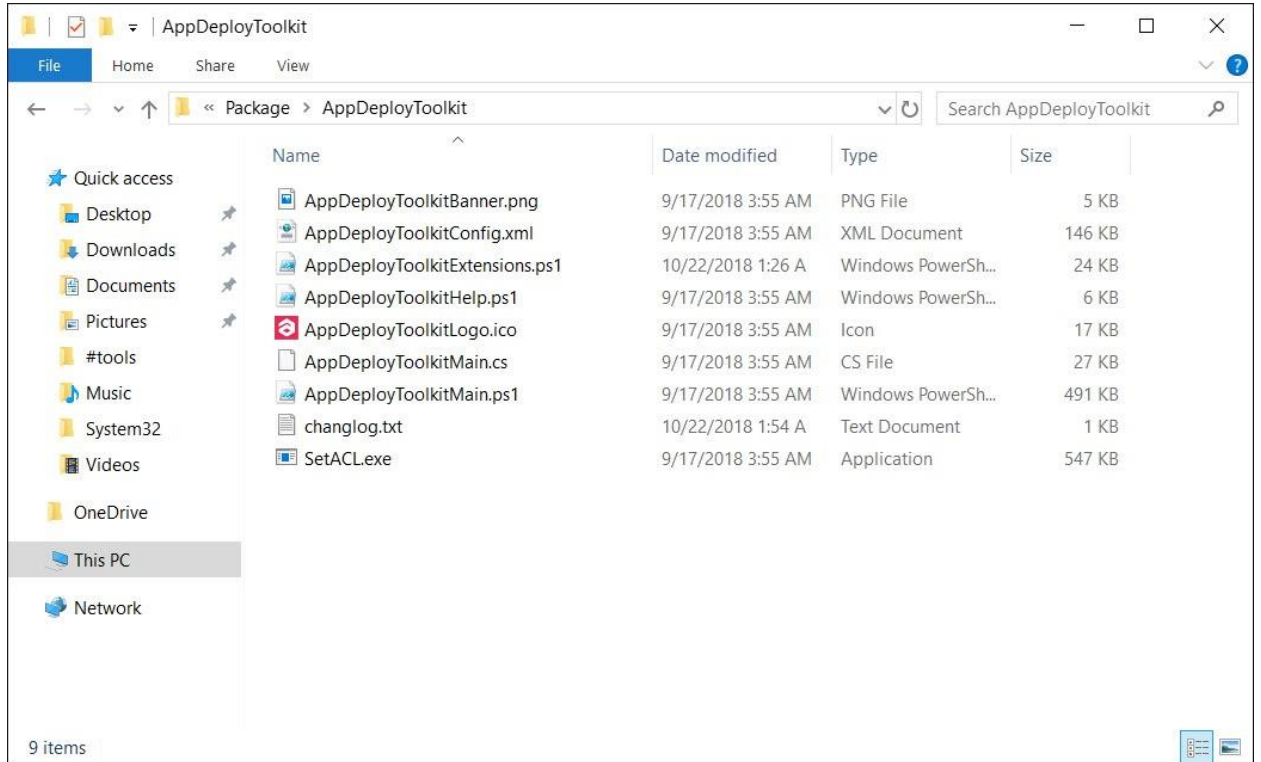 AppDeployToolkit
File Home Share View
« Package > AppDeployToolkit Search AppDeployToolkit
Name Date modified Type Size
Quick access
Desktop
Downloads
Documents
Pictures
#tools
Music
System32
Videos
OneDrive
This PC
Network
AppDeployToolkitBanner.png 9/17/2018 3:55 AM PNG File 5 KB
AppDeployToolkitConfig.xml 9/17/2018 3:55 AM XML Document 146 KB
AppDeployToolkitExtensions.ps1 10/22/2018 1:26 A Windows PowerSh... 24 KB
AppDeployToolkitHelp.ps1 9/17/2018 3:55 AM Windows PowerSh... 6 KB
AppDeployToolkitLogo.ico 9/17/2018 3:55 AM Icon 17 KB
AppDeployToolkitMain.cs 9/17/2018 3:55 AM CS File 27 KB
AppDeployToolkitMain.ps1 9/17/2018 3:55 AM Windows PowerSh... 491 KB
changlog.txt 10/22/2018 1:54 A Text Document 1 KB
SetACL.exe 9/17/2018 3:55 AM Application 547 KB
9 items